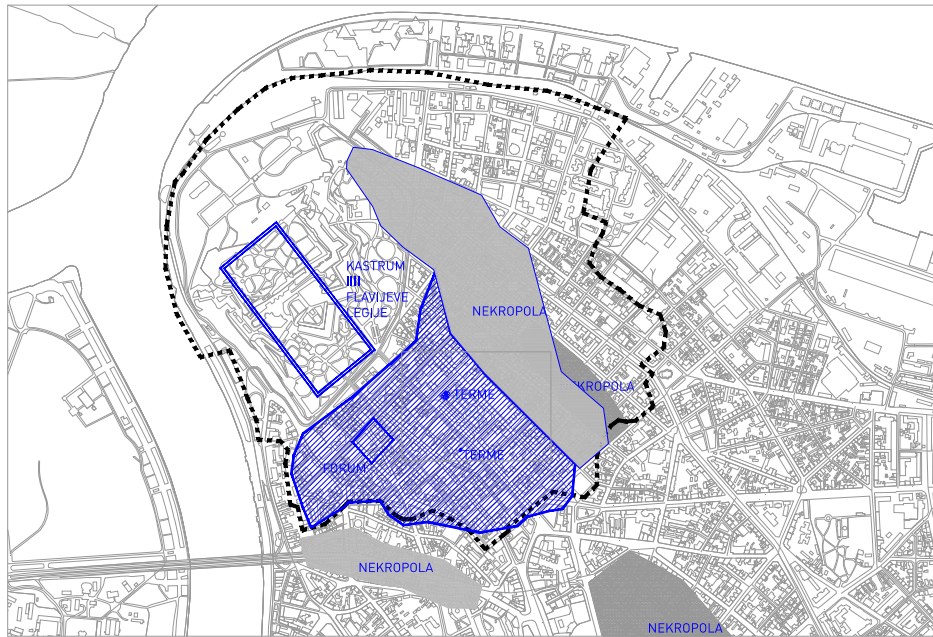 KASTRUM
IIII
FLAVIJEVE
LEGIJE
NEKROPOLA
NEKROPOLA
TERME
TERME
FORUM
NEKROPOLA
NEKROPOLA